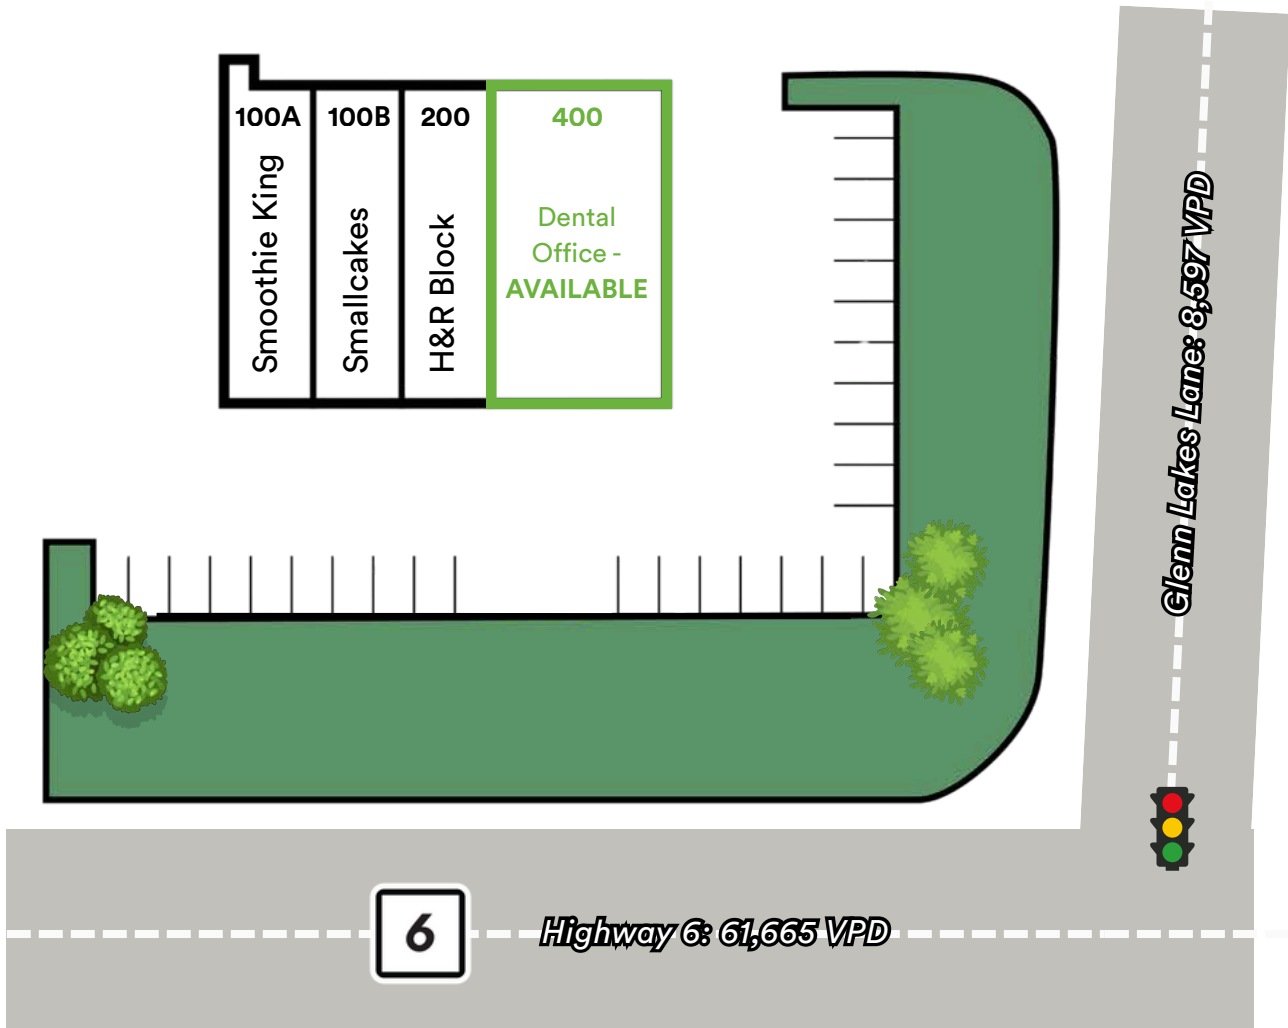 100A
Smoothie King
100B
Smallcakes
200
H&R Block
400
Dental
Office -
AVAILABLE
Glenn Lakes Lane: 8,597 VPD
6
Highway 6: 61,665 VPD